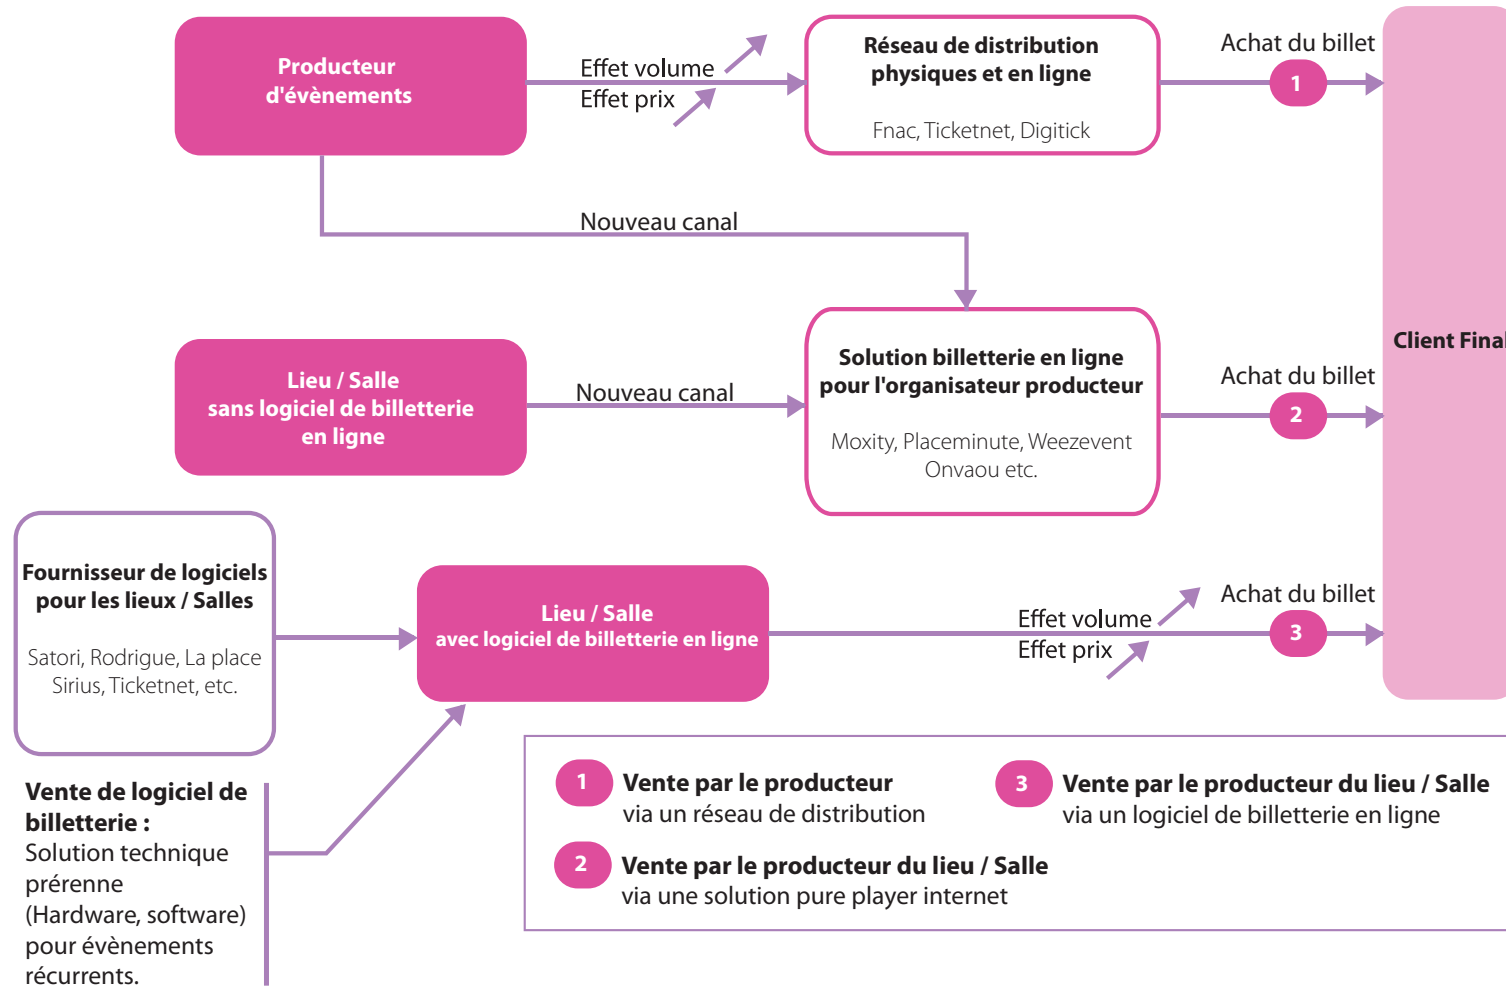 Producteur
d'évènements
Effet volume
Effet prix
Réseau de distribution
physiques et en ligne
Fnac, Ticketnet, Digitick
Achat du billet
1
Nouveau canal
Lieu / Salle
sans logiciel de billetterie
en ligne
Nouveau canal
Solution billetterie en ligne
pour l'organisateur producteur
Moxity, Placeminute, Weezevent
Onvaou etc.
Achat du billet
2
Client Final
Fournisseur de logiciels
pour les lieux / Salles
Satori, Rodrigue, La place
Sirius, Ticketnet, etc.
Lieu / Salle
avec logiciel de billetterie en ligne
Effet volume
Effet prix
Achat du billet
3
Vente de logiciel de
billetterie :
Solution technique
prérenne
(Hardware, software)
pour évènements
récurrents.
1 Vente par le producteur
via un réseau de distribution
2 Vente par le producteur du lieu / Salle
via une solution pure player internet
3 Vente par le producteur du lieu / Salle
via un logiciel de billetterie en ligne